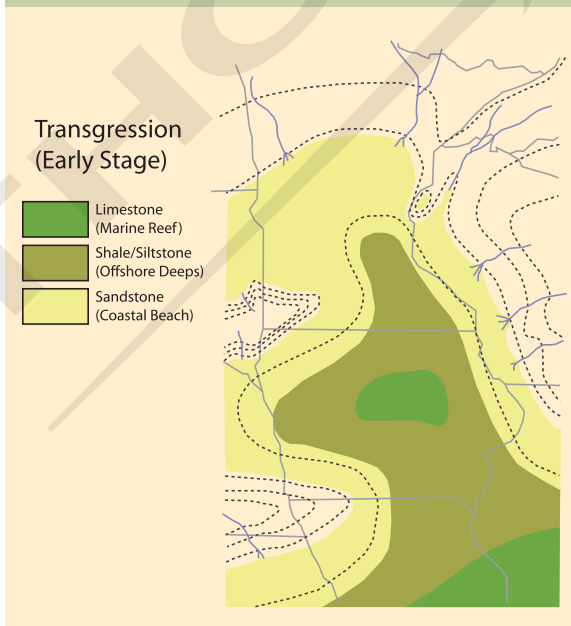 Transgression
(Early Stage)
Limestone
(Marine Reef)
Shale/Siltstone
(Offshore Deeps)
Sandstone
(Coastal Beach)